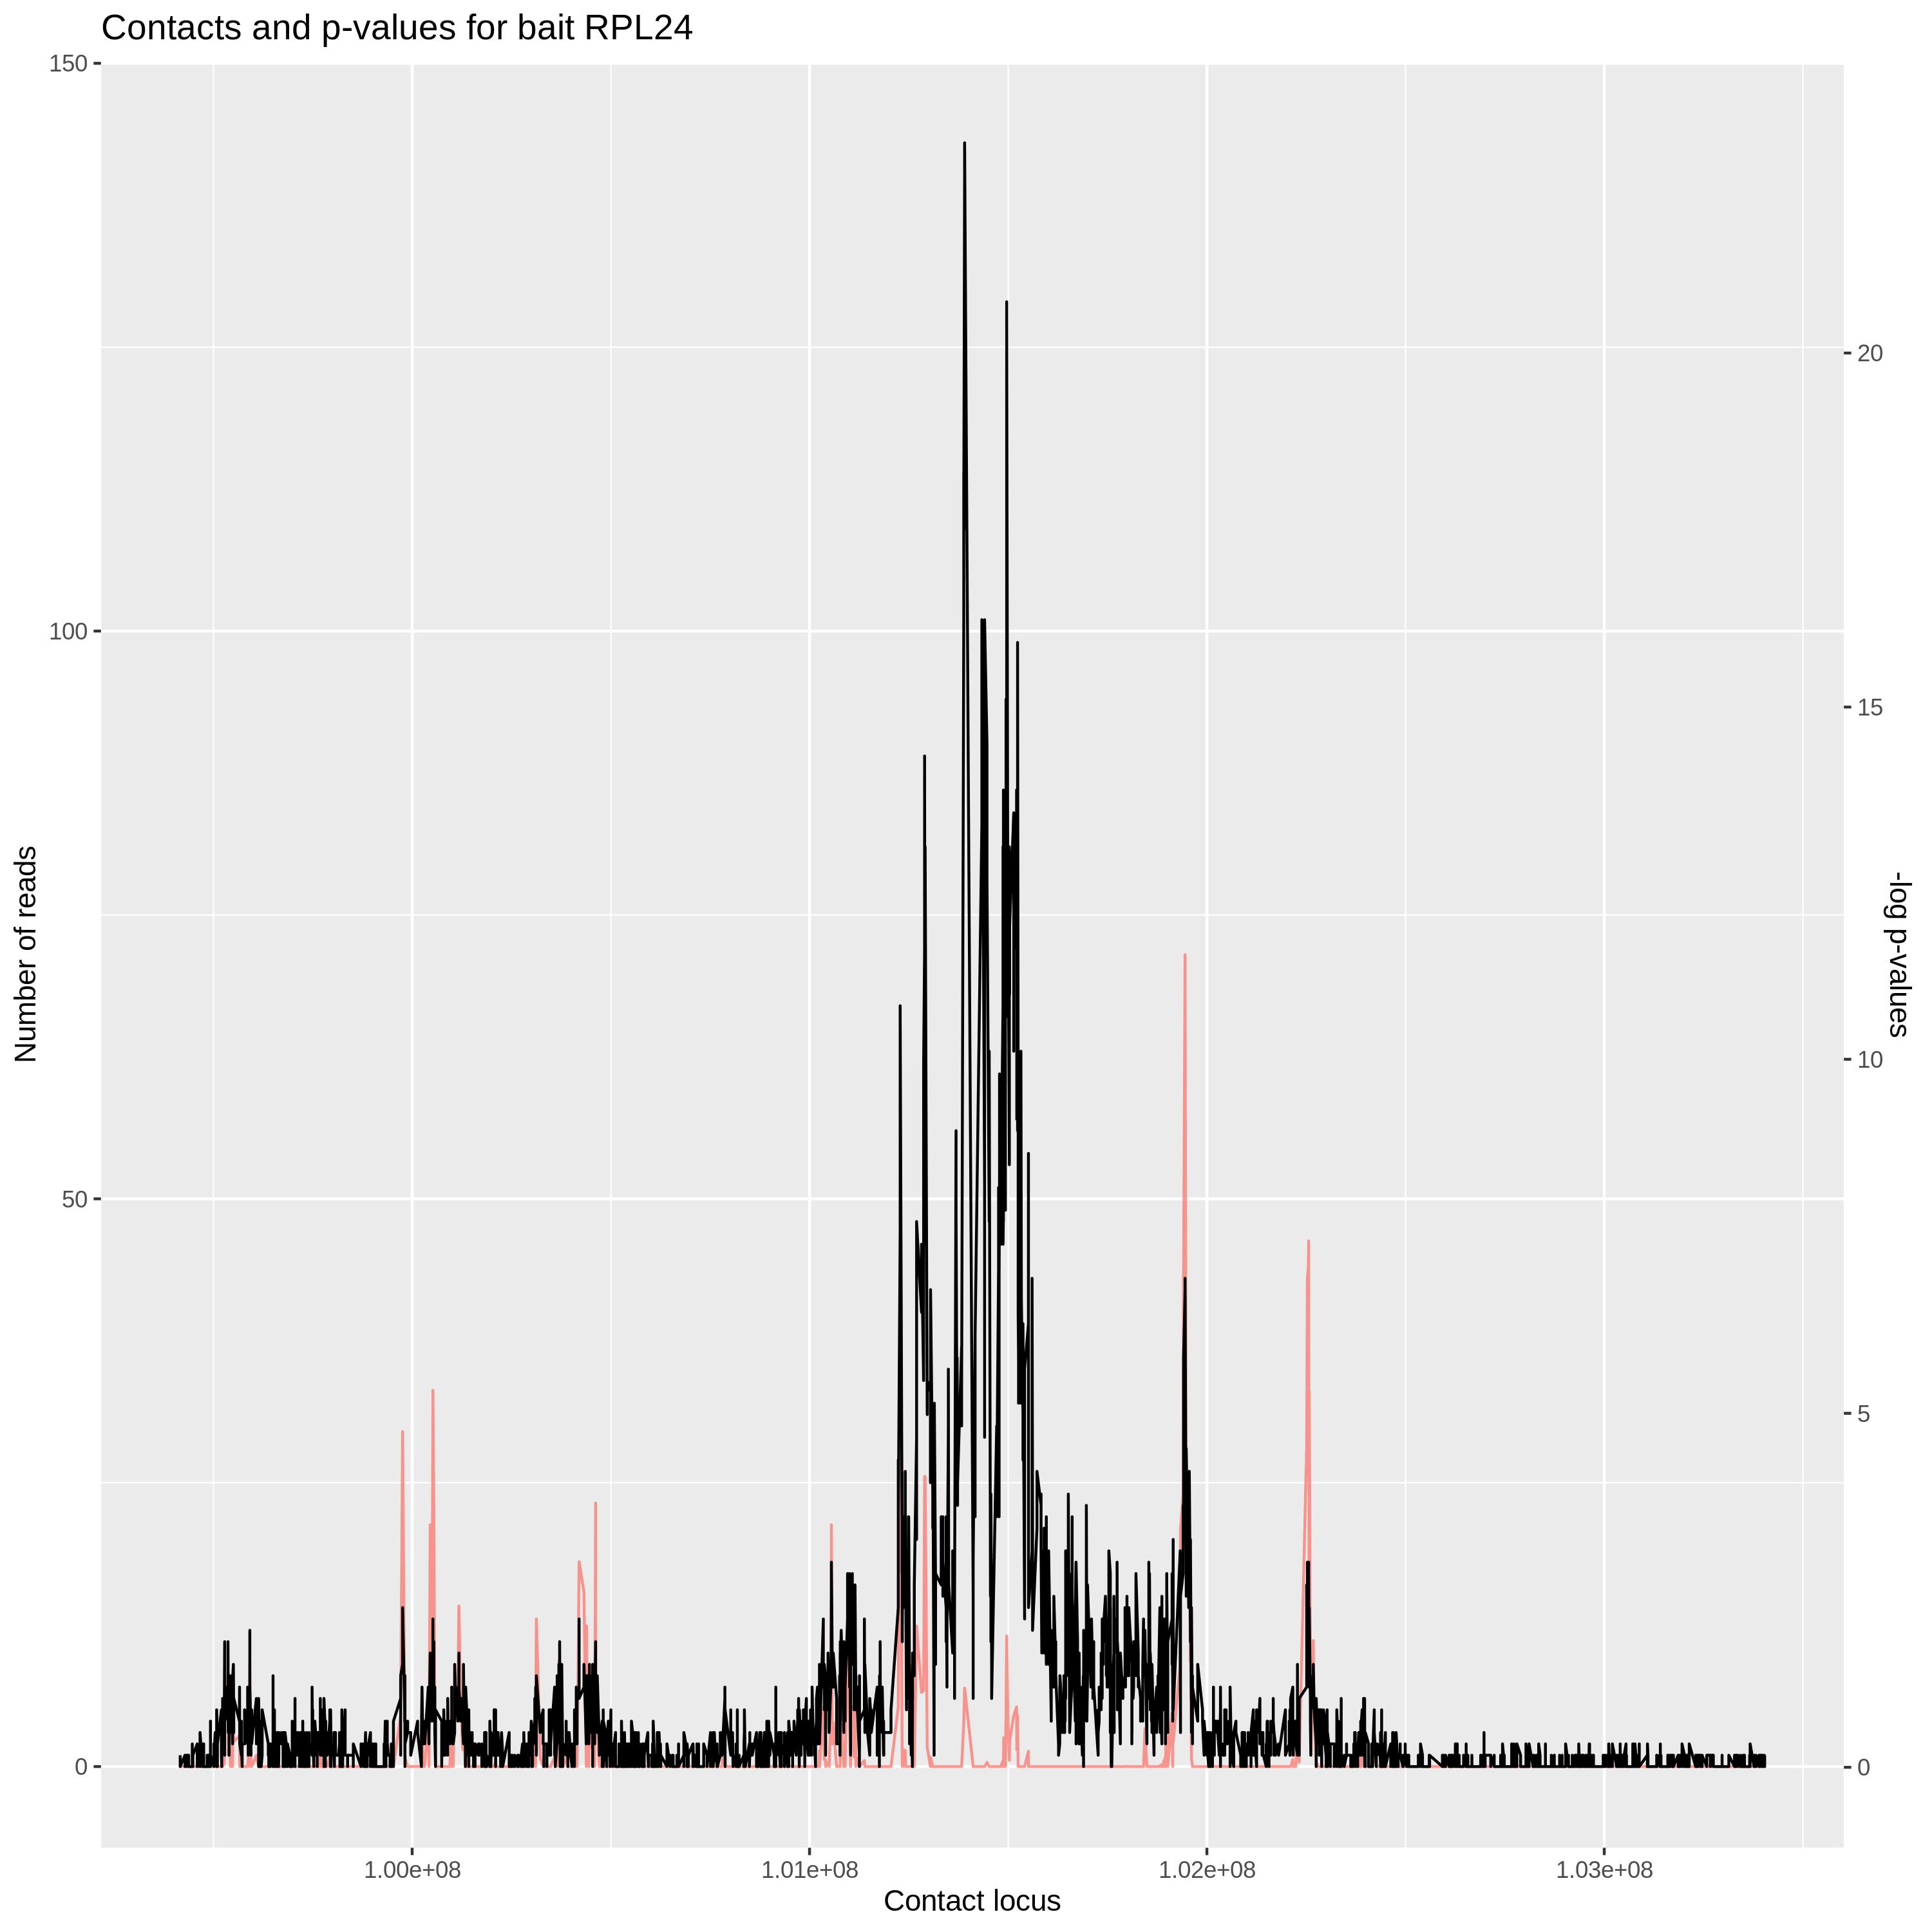 Contacts and p-values for bait RPL24
150
100
50
0
Number of reads
20
15
10
5
0
-log p-values
1.00e+08
1.01e+08
1.02e+08
1.03e+08
Contact locus